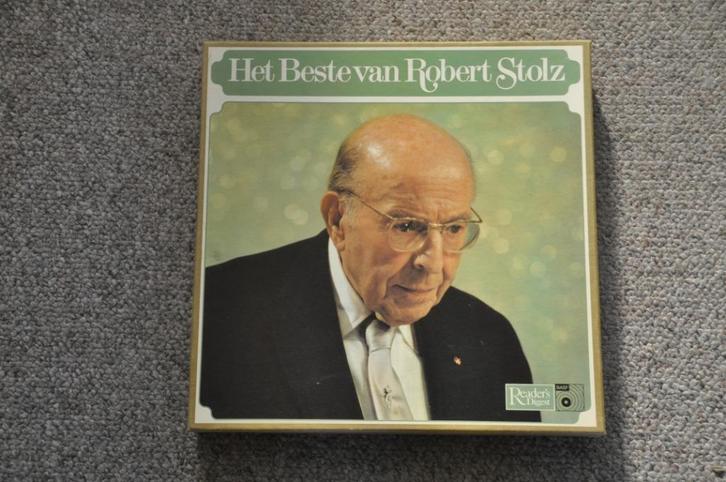 Het Beste van Robert Stolz
Reader's
Digest
BASF